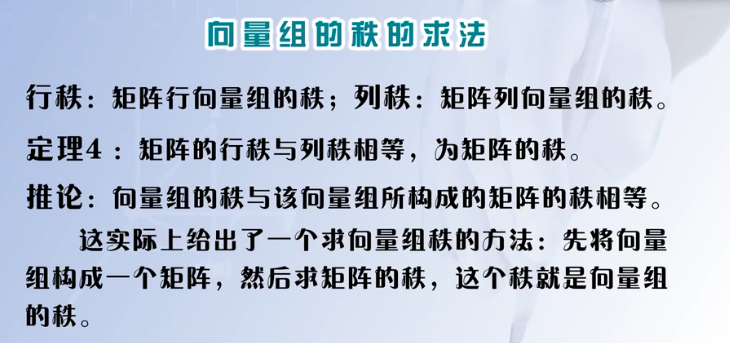 向量组的秩的求法
行秩：矩阵行向量组的秩；列秩：矩阵列向量组的秩。
定理4：矩阵的行秩与列秩相等，为矩阵的秩。
推论：向量组的秩与该向量组所构成的矩阵的秩相等。
这实际上给出了一个求向量组秩的方法：先将向量
组构成一个矩阵，然后求矩阵的秩，这个秩就是向量组
的秩。